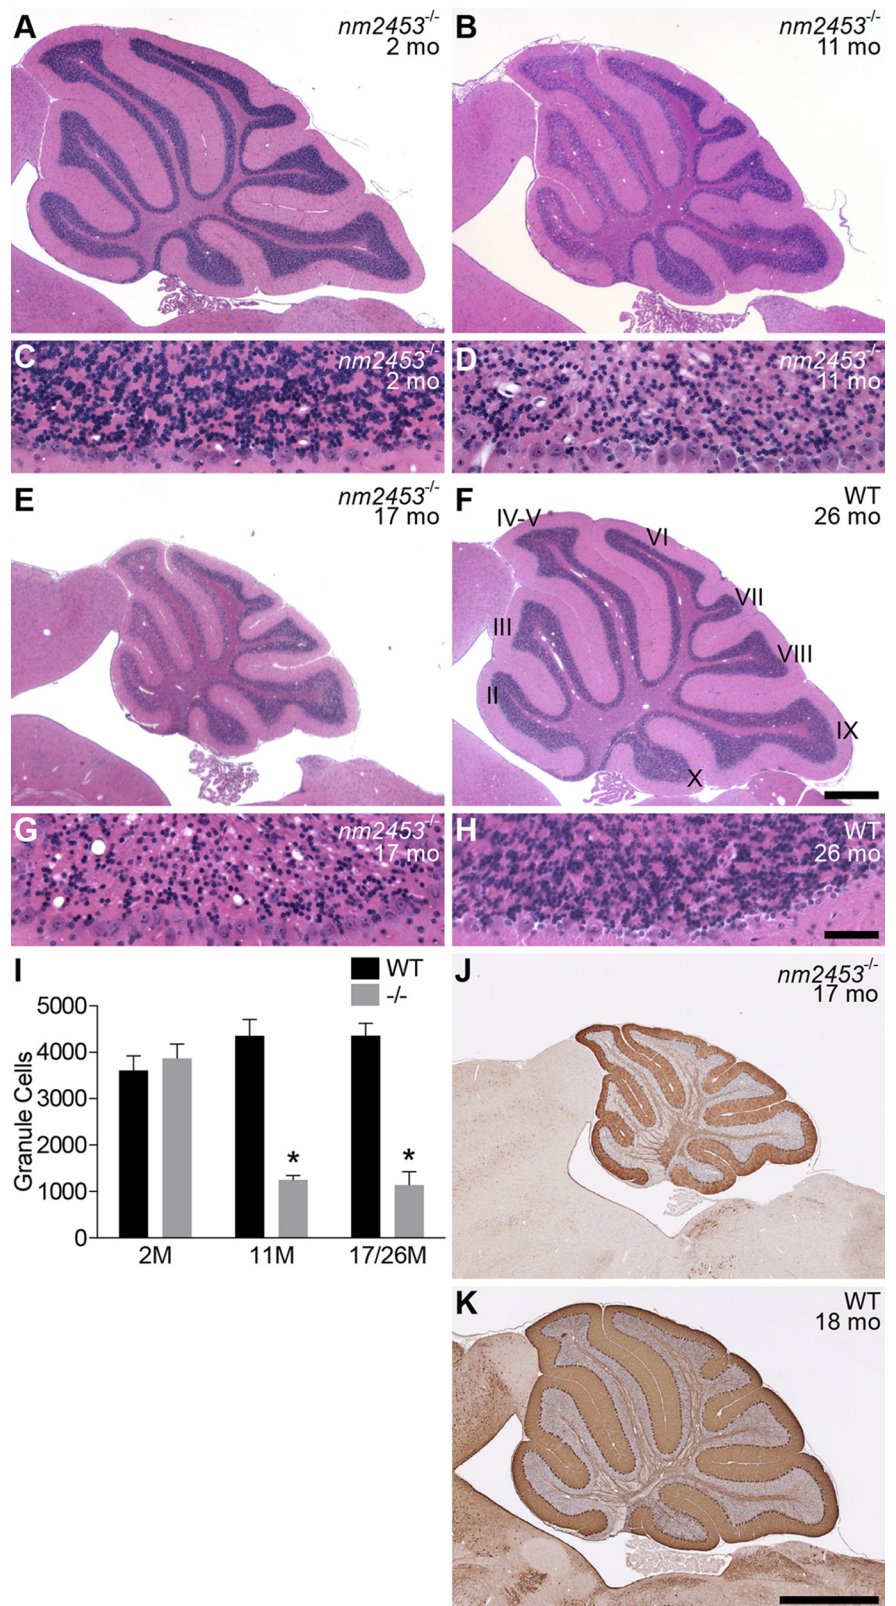 A
nm2453-/-
2 mo
B
nm2453-/-
11 mo
C
nm2453-/-
2 mo
D
nm2453-/-
11 mo
E
nm2453-/-
17 mo
F
WT
26 mo
IV-V
VI
VII
III
VIII
II
IX
X
G
nm2453-/-
17 mo
H
WT
26 mo
I
WT
-/-
Granule Cells
5000
4000
3000
2000
1000
0
*
*
2M
11M
17/26M
J
nm2453-/-
17 mo
K
WT
18 mo